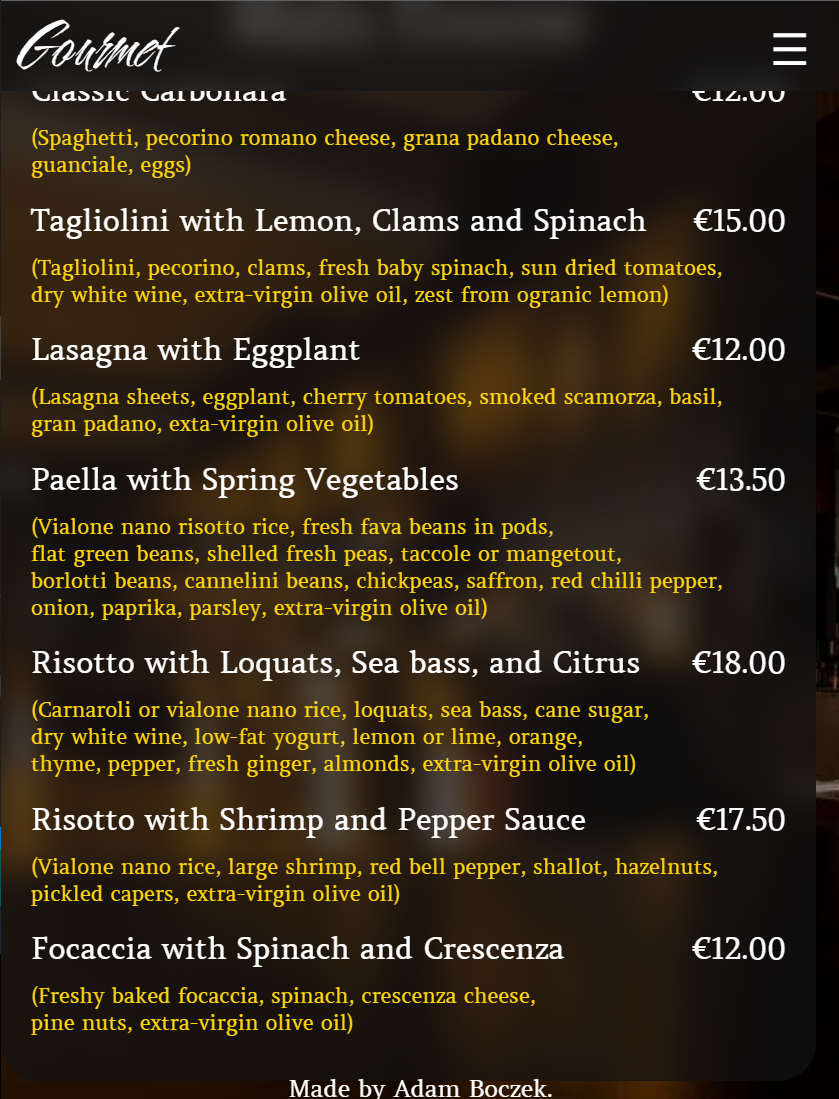 Gourmet
Classic Carbonara €12.00
(Spaghetti, pecorino romano cheese, grana padano cheese,
guanciale, eggs)
Tagliolini with Lemon, Clams and Spinach €15.00
(Tagliolini, pecorino, clams, fresh baby spinach, sun dried tomatoes,
dry white wine, extra-virgin olive oil, zest from ogranic lemon)
Lasagna with Eggplant €12.00
(Lasagna sheets, eggplant, cherry tomatoes, smoked scamorza, basil,
gran padano, exta-virgin olive oil)
Paella with Spring Vegetables €13.50
(Vialone nano risotto rice, fresh fava beans in pods,
flat green beans, shelled fresh peas, taccole or mangetout,
borlotti beans, cannelini beans, chickpeas, saffron, red chilli pepper,
onion, paprika, parsley, extra-virgin olive oil)
Risotto with Loquats, Sea bass, and Citrus €18.00
(Carnaroli or vialone nano rice, loquats, sea bass, cane sugar,
dry white wine, low-fat yogurt, lemon or lime, orange,
thyme, pepper, fresh ginger, almonds, extra-virgin olive oil)
Risotto with Shrimp and Pepper Sauce €17.50
(Vialone nano rice, large shrimp, red bell pepper, shallot, hazelnuts,
pickled capers, extra-virgin olive oil)
Focaccia with Spinach and Crescenza €12.00
(Freshy baked focaccia, spinach, crescenza cheese,
pine nuts, extra-virgin olive oil)
Made by Adam Boczek.